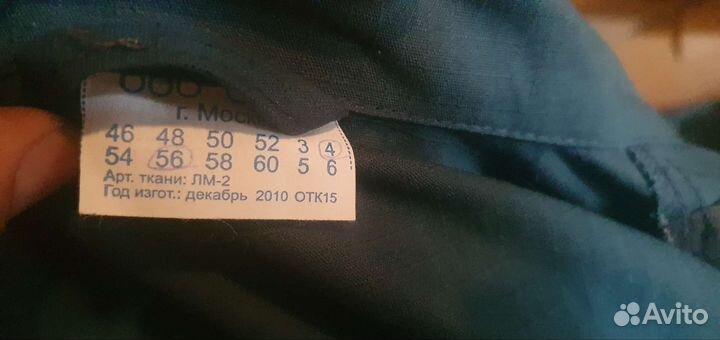 ООО
г. Моск
46 48 50 52 3 4
54 56 58 60 5 6
Арт. ткани: ЛМ-2
Год изгот.: декабрь 2010 ОТК15
Avito